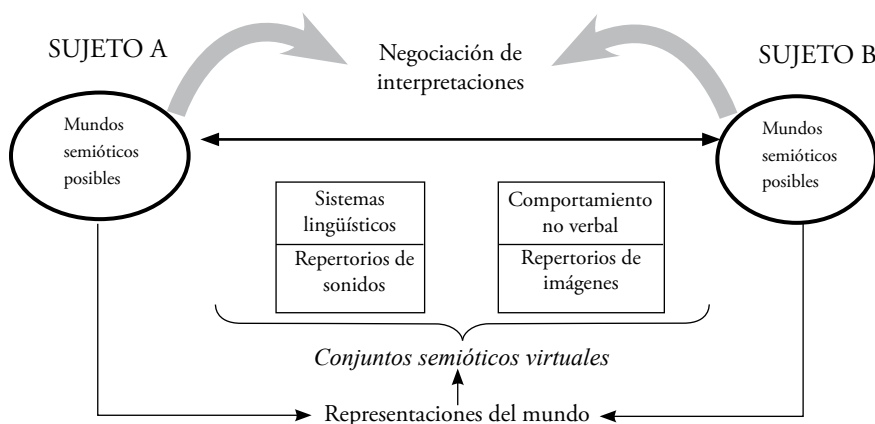 SUJETO A
Negociación de
interpretaciones
SUJETO B
Mundos
semióticos
posibles
Mundos
semióticos
posibles
Sistemas
lingüísticos
Repertorios de
sonidos
Comportamiento
no verbal
Repertorios de
imágenes
Conjuntos semióticos virtuales
Representaciones del mundo